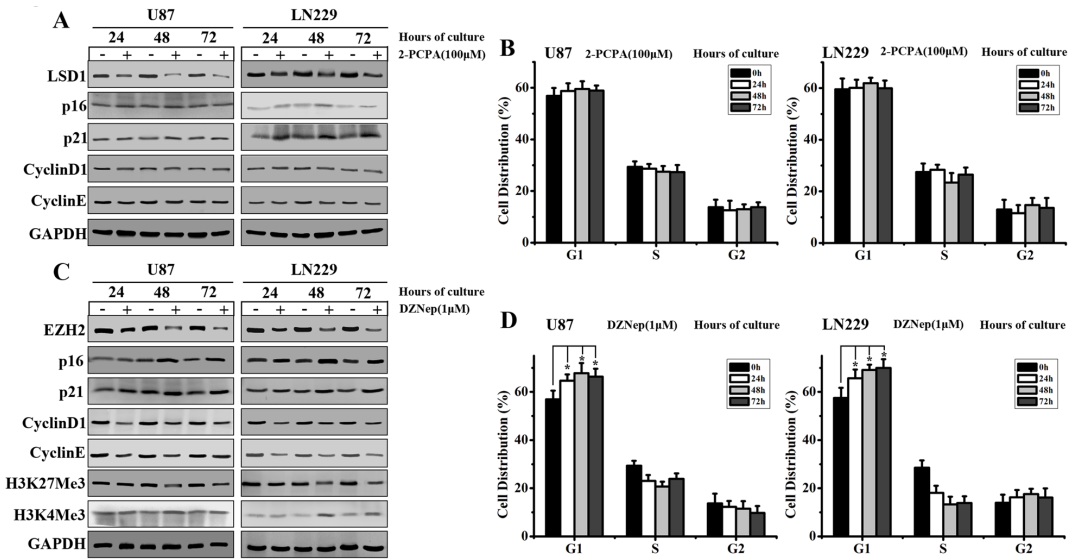 A
U87
LN229
24 48 72 24 48 72 Hours of culture
- + - + - + - + - + - + 2-PCPA(100μM)
LSD1
p16
p21
CyclinD1
CyclinE
GAPDH
B
U87 2-PCPA(100μM) Hours of culture
0h
24h
48h
72h
Cell Distribution (%)
60
40
20
0
G1 S G2
LN229 2-PCPA(100μM) Hours of culture
0h
24h
48h
72h
Cell Distribution (%)
60
40
20
0
G1 S G2
C
U87
LN229
24 48 72 24 48 72 Hours of culture
- + - + - + - + - + - + DZNep(1μM)
EZH2
p16
p21
CyclinD1
CyclinE
H3K27Me3
H3K4Me3
GAPDH
D
U87 DZNep(1μM) Hours of culture
* * *
0h
24h
48h
72h
Cell Distribution (%)
60
40
20
0
G1 S G2
LN229 DZNep(1μM) Hours of culture
* * *
0h
24h
48h
72h
Cell Distribution (%)
60
40
20
0
G1 S G2